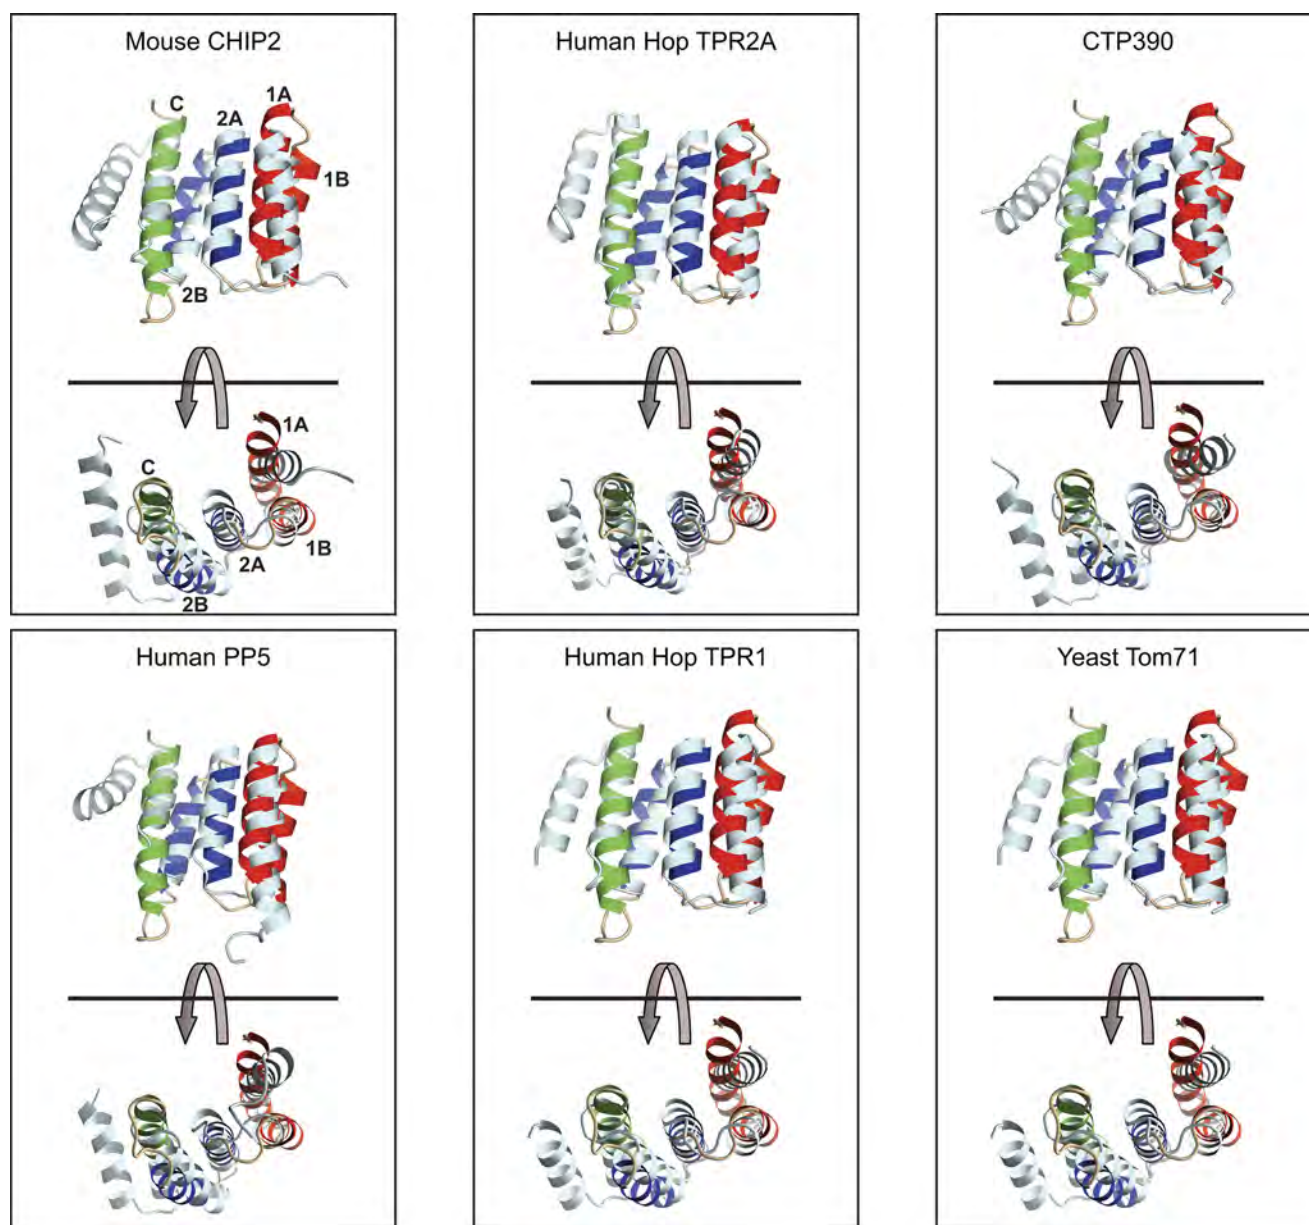 Mouse CHIP2
C
2A
1A
1B
2B
C
1A
2A
1B
2B
Human Hop TPR2A
CTP390
Human PP5
Human Hop TPR1
Yeast Tom71